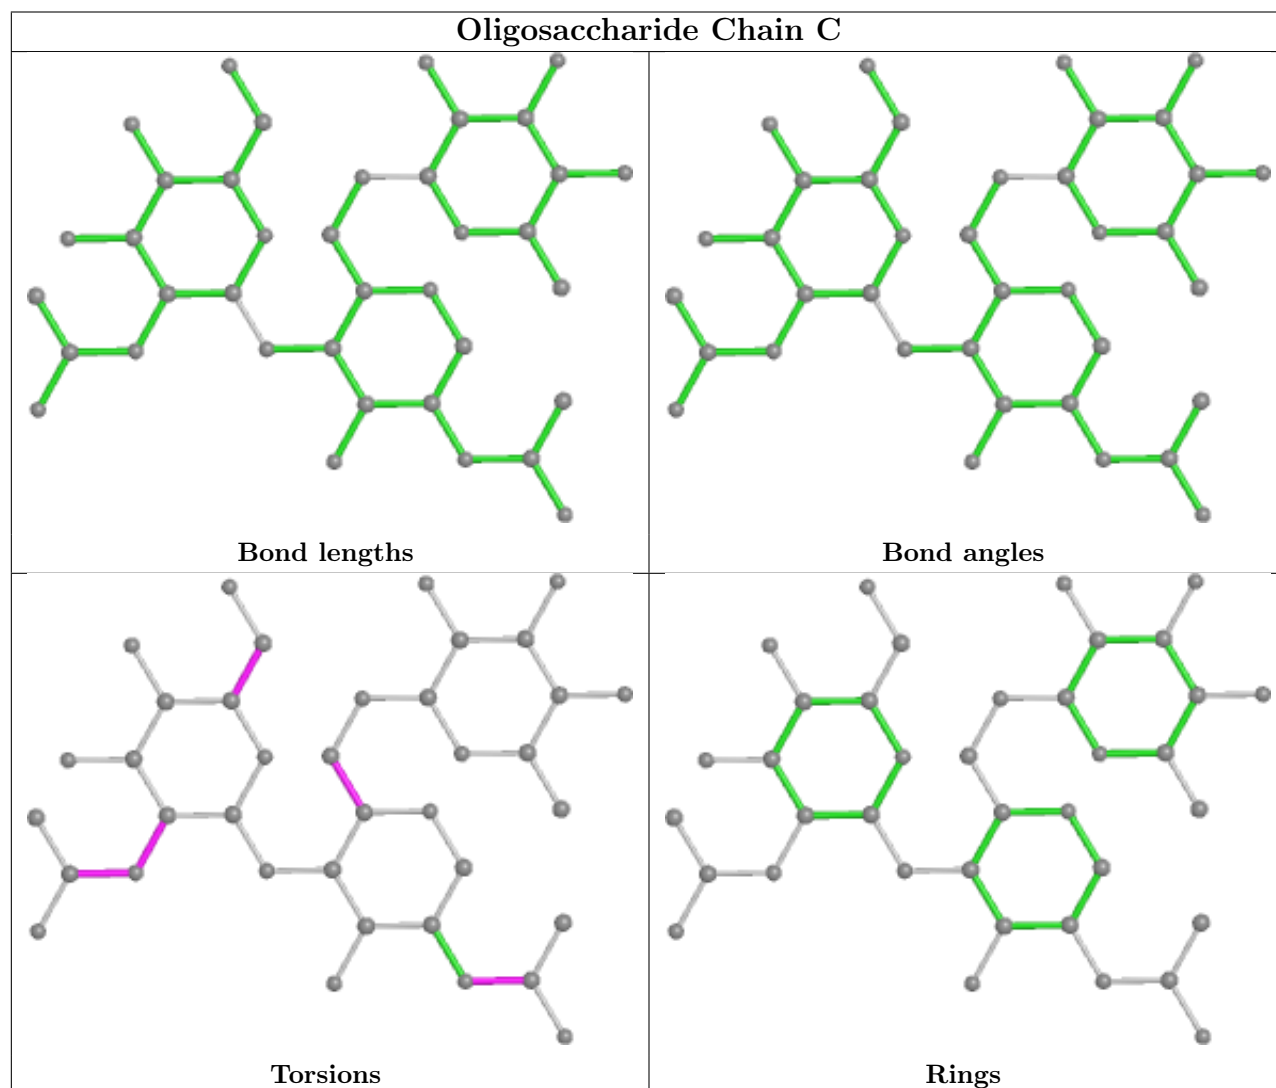 Oligosaccharide Chain C
Bond lengths
Bond angles
Torsions
Rings